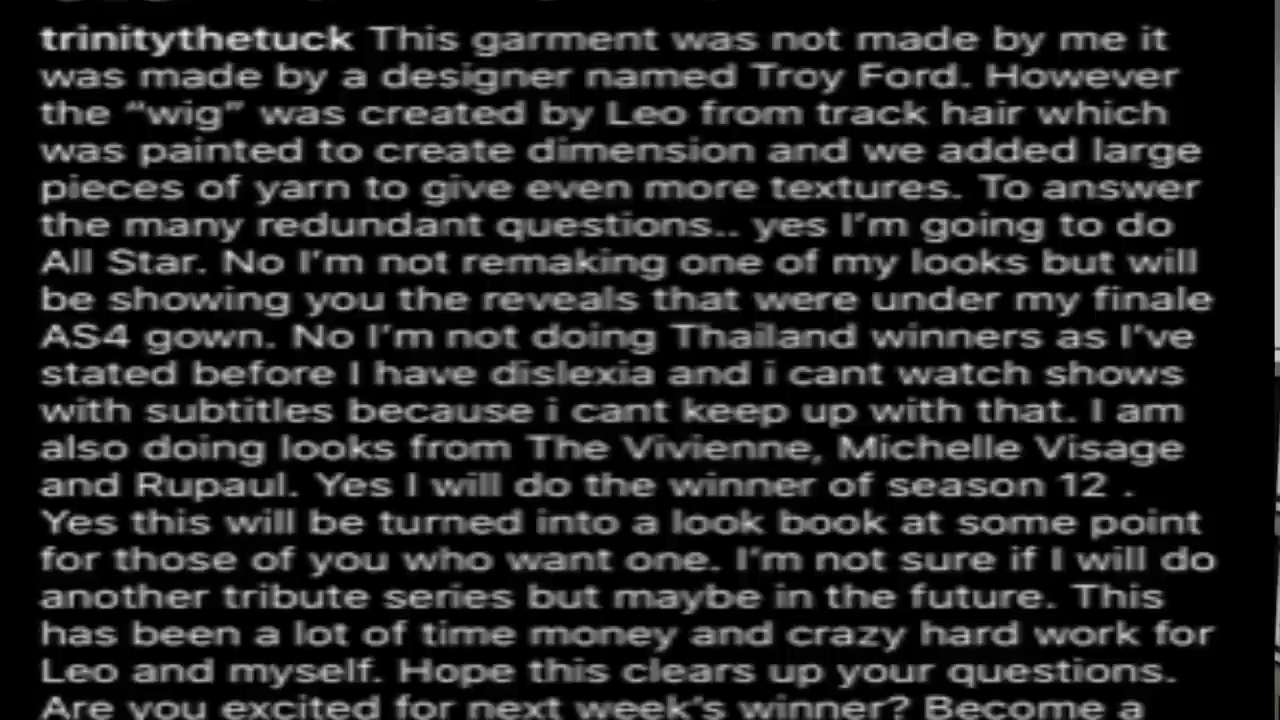 trinitythetuck This garment was not made by me it
was made by a designer named Troy Ford. However
the “wig” was created by Leo from track hair which
was painted to create dimension and we added large
pieces of yarn to give even more textures. To answer
the many redundant questions.. yes I’m going to do
All Star. No I’m not remaking one of my looks but will
be showing you the reveals that were under my finale
AS4 gown. No I’m not doing Thailand winners as I’ve
stated before I have dislexia and i cant watch shows
with subtitles because i cant keep up with that. I am
also doing looks from The Vivienne, Michelle Visage
and Rupaul. Yes I will do the winner of season 12 .
Yes this will be turned into a look book at some point
for those of you who want one. I’m not sure if I will do
another tribute series but maybe in the future. This
has been a lot of time money and crazy hard work for
Leo and myself. Hope this clears up your questions.
Are you excited for next week’s winner? Become a